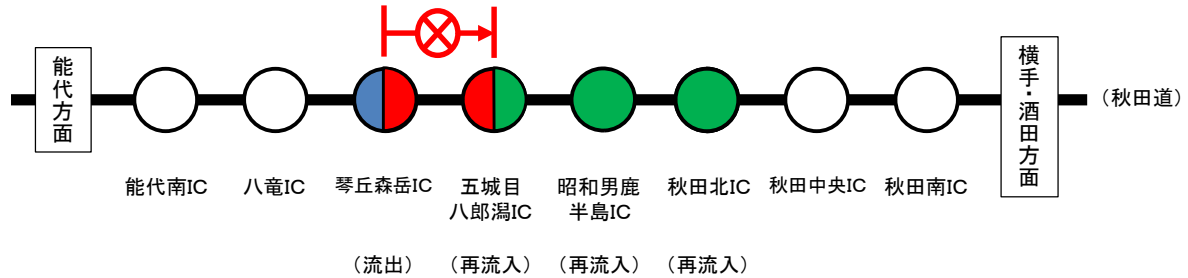 能代方面
横手・酒田方面
（秋田道）
能代南IC
八竜IC
琴丘森岳IC
五城目
八郎潟IC
昭和男鹿
半島IC
秋田北IC
秋田中央IC
秋田南IC
（流出）
（再流入）
（再流入）
（再流入）